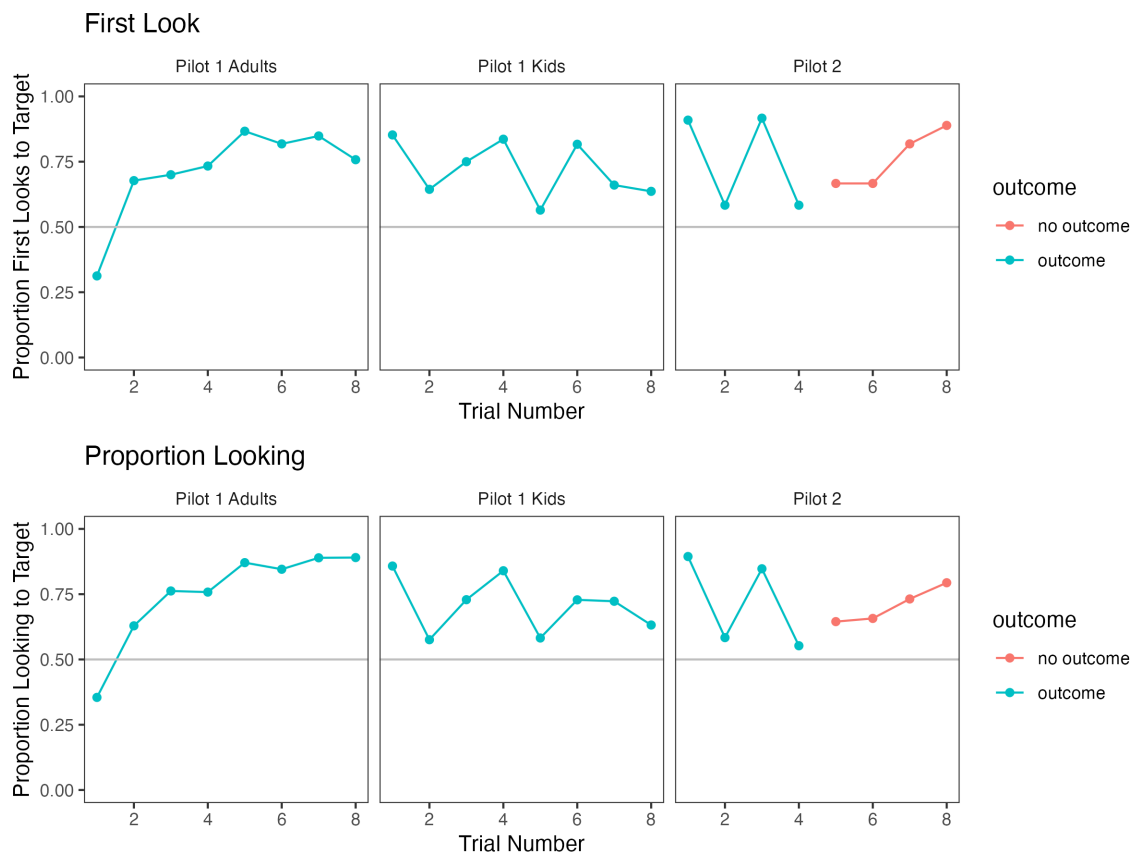 First Look
Pilot 1 Adults
Pilot 1 Kids
Pilot 2
Proportion First Looks to Target
1.00
0.75
0.50
0.25
0.00
2 4 6 8
2 4 6 8
2 4 6 8
Trial Number
outcome
no outcome
outcome
Proportion Looking
Pilot 1 Adults
Pilot 1 Kids
Pilot 2
Proportion Looking to Target
1.00
0.75
0.50
0.25
0.00
2 4 6 8
2 4 6 8
2 4 6 8
Trial Number
outcome
no outcome
outcome